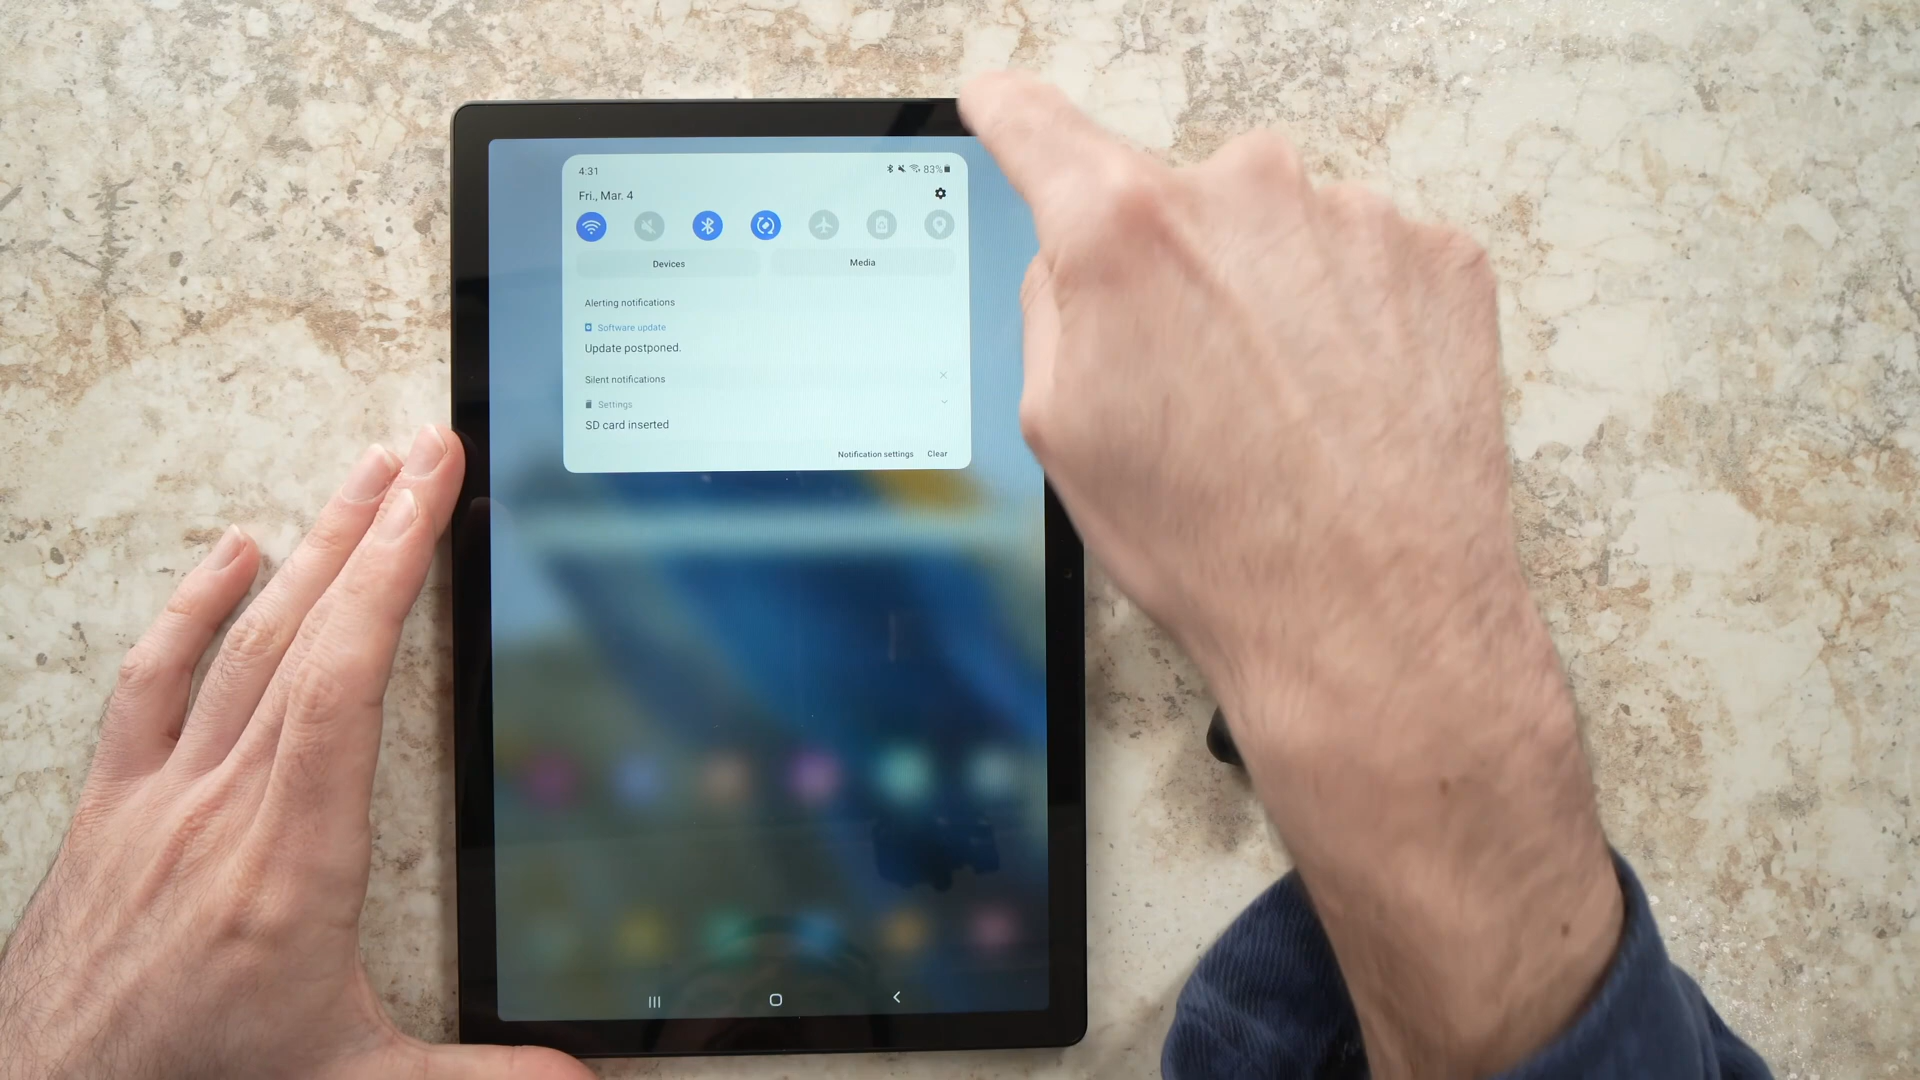 4:31 83%
Fri., Mar. 4
Devices Media
Alerting notifications
Software update
Update postponed.
Silent notifications
Settings
SD card inserted
Notification settings Clear